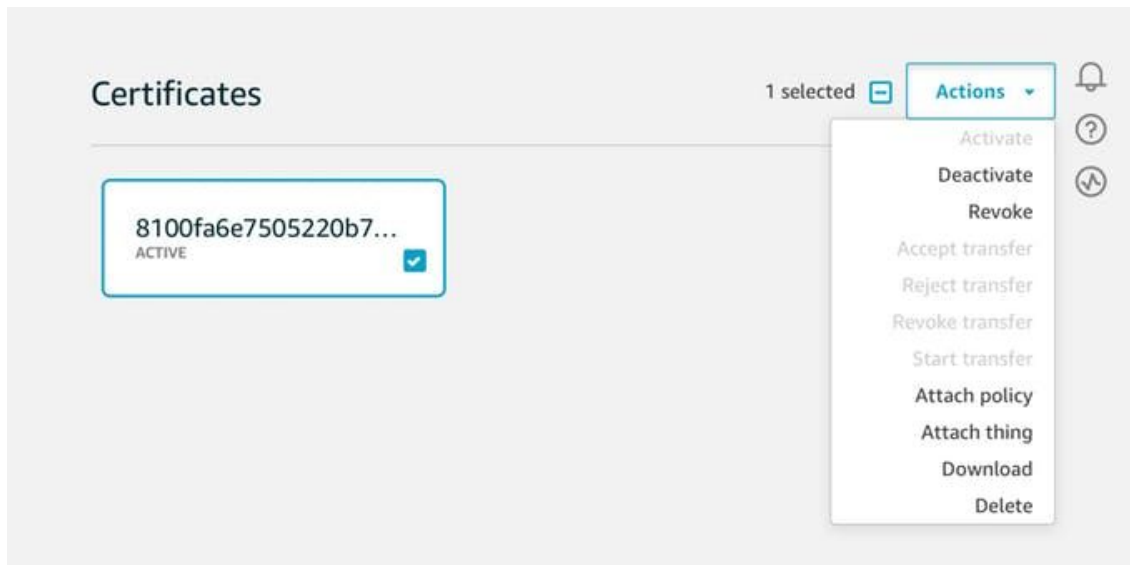 Certificates
1 selected
Actions
Activate
Deactivate
Revoke
Accept transfer
Reject transfer
Revoke transfer
Start transfer
Attach policy
Attach thing
Download
Delete
8100fa6e7505220b7...
ACTIVE